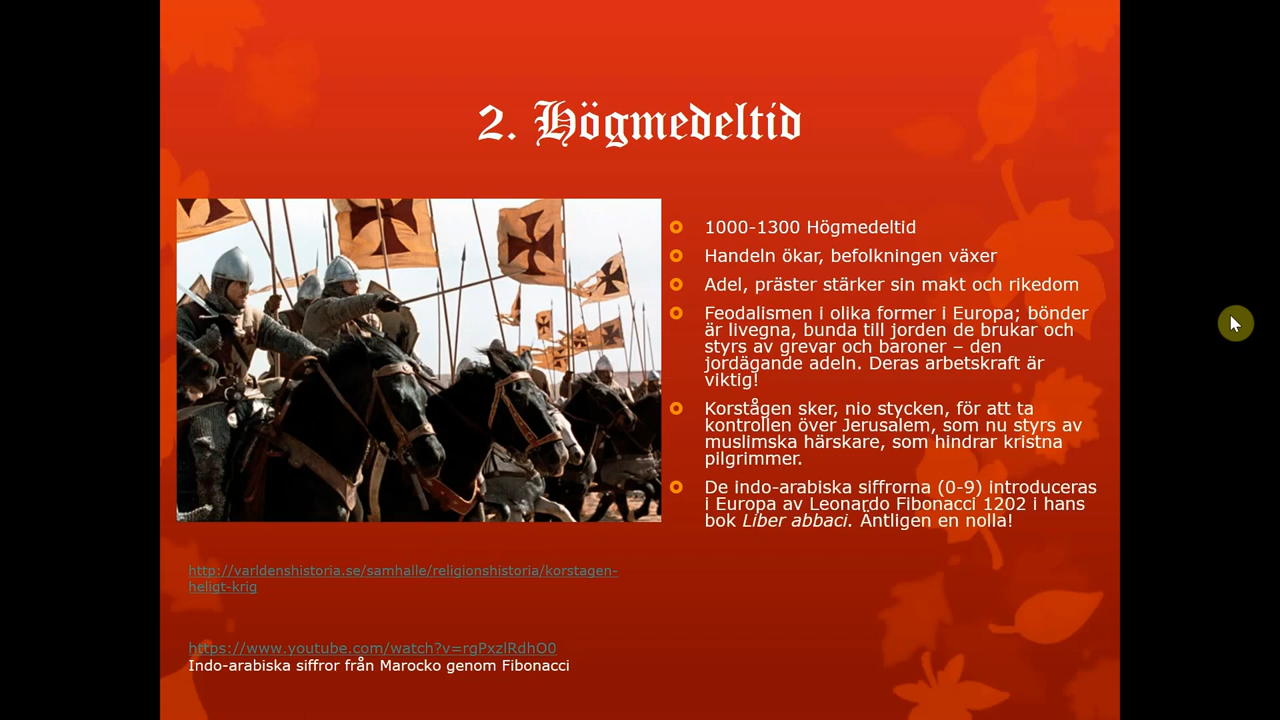 2. Högmedeltid
1000-1300 Högmedeltid
Handeln ökar, befolkningen växer
Adel, präster stärker sin makt och rikedom
Feodalismen i olika former i Europa; bönder
är livegna, bunda till jorden de brukar och
styrs av grevar och baroner – den
jordägande adeln. Deras arbetskraft är
viktig!
Korstågen sker, nio stycken, för att ta
kontrollen över Jerusalem, som nu styrs av
muslimska härskare, som hindrar kristna
pilgrimmer.
De indo-arabiska siffrorna (0-9) introduceras
i Europa av Leonardo Fibonacci 1202 i hans
bok Liber abbaci. Äntligen en nolla!
http://varldenshistoria.se/samhalle/religionshistoria/korstagen-
heligt-krig
https://www.youtube.com/watch?v=rgPxzlRdhO0
Indo-arabiska siffror från Marocko genom Fibonacci